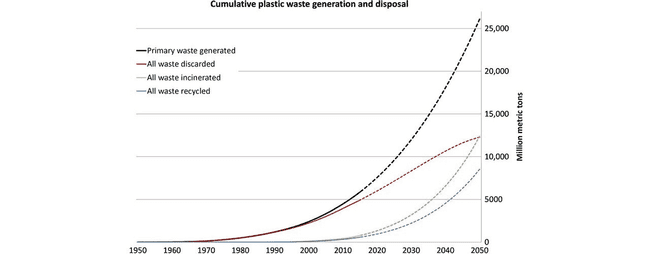 Cumulative plastic waste generation and disposal
Primary waste generated
All waste discarded
All waste incinerated
All waste recycled
25,000
20,000
15,000
10,000
5000
0
Million metric tons
1950 1960 1970 1980 1990 2000 2010 2020 2030 2040 2050